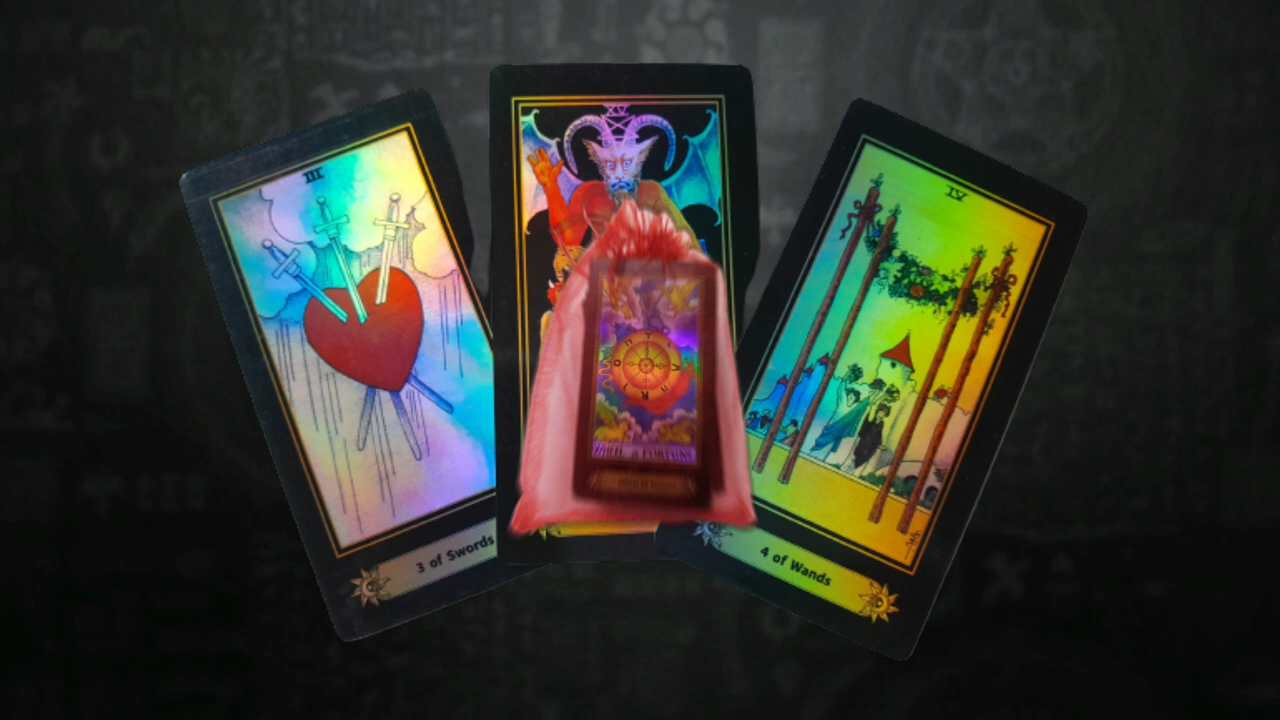 III
3 of Swords
XV
WHEEL of FORTUNE
IV
4 of Wands